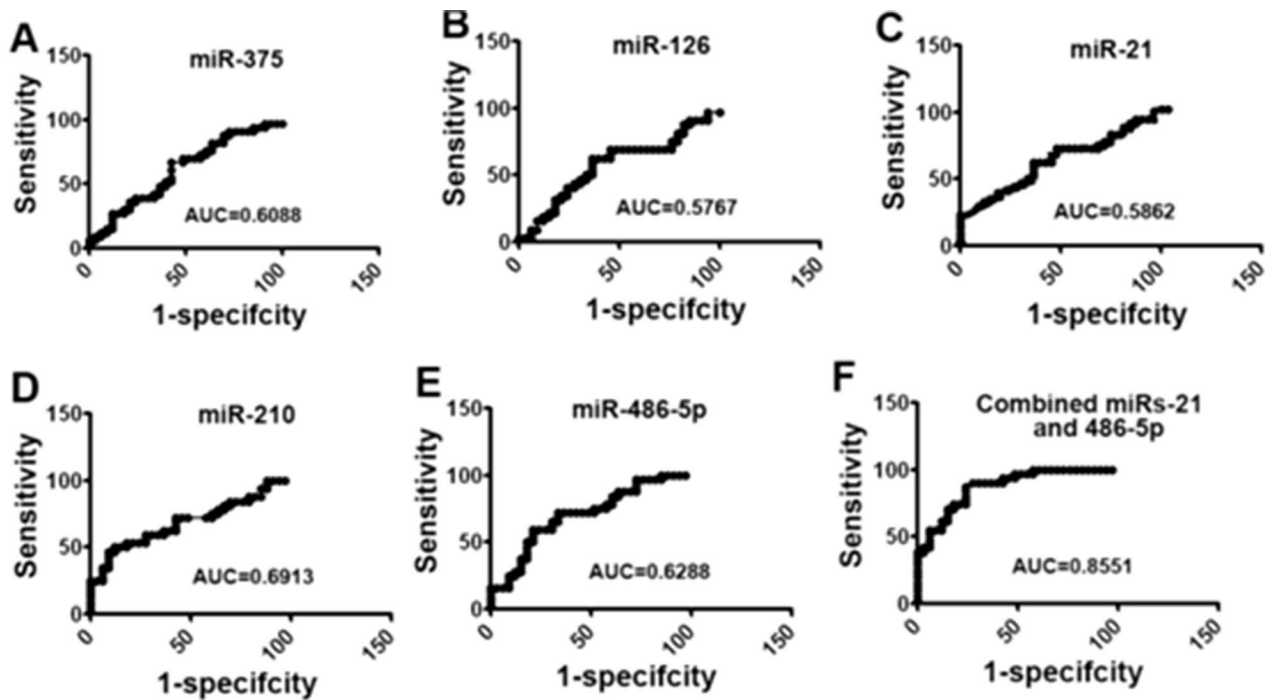 A
miR-375
Sensitivity
150
100
50
0
AUC=0.6088
0
50
100
150
1-specifcity
B
miR-126
Sensitivity
150
100
50
0
AUC=0.5767
0
50
100
150
1-specifcity
C
miR-21
Sensitivity
150
100
50
0
AUC=0.5862
0
50
100
150
1-specifcity
D
miR-210
Sensitivity
150
100
50
0
AUC=0.6913
0
50
100
150
1-specifcity
E
miR-486-5p
Sensitivity
150
100
50
0
AUC=0.6288
0
50
100
150
1-specifcity
F
Combined miRs-21
and 486-5p
Sensitivity
150
100
50
0
AUC=0.8551
0
50
100
150
1-specifcity